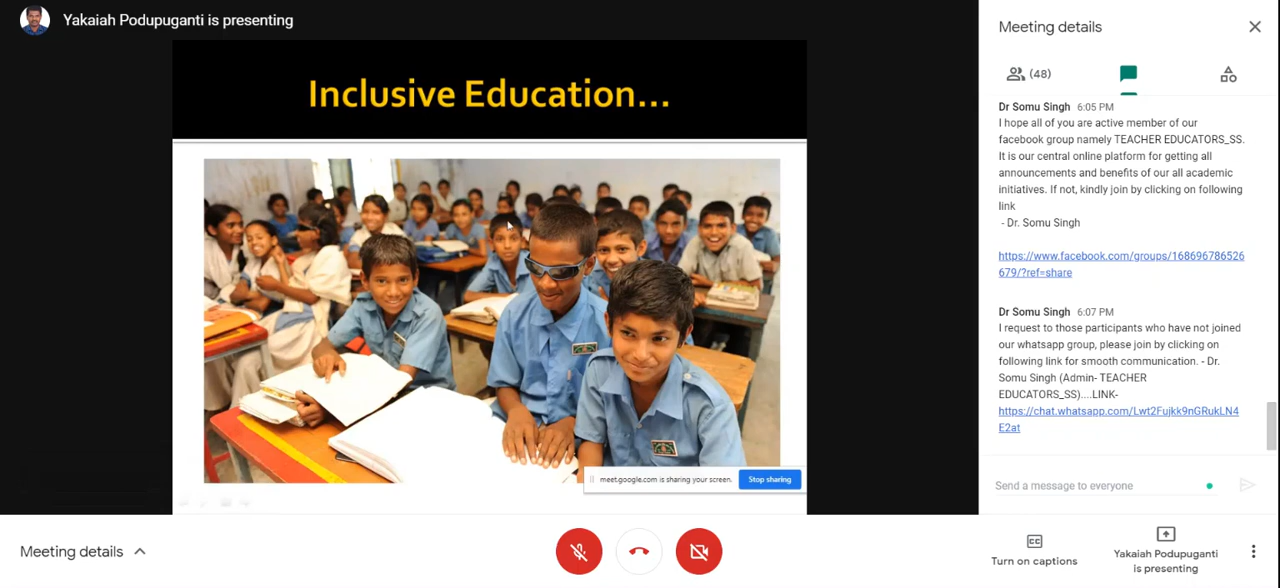 Yakaiah Podupuganti is presenting
Inclusive Education...
meet.google.com is sharing your screen.
Stop sharing
Meeting details
(48)
Dr Somu Singh 6:05 PM
I hope all of you are active member of our
facebook group namely TEACHER EDUCATORS_SS.
It is our central online platform for getting all
announcements and benefits of our all academic
initiatives. If not, kindly join by clicking on following
link
- Dr. Somu Singh
https://www.facebook.com/groups/168696786526
679/?ref=share
Dr Somu Singh 6:07 PM
I request to those participants who have not joined
our whatsapp group, please join by clicking on
following link for smooth communication. - Dr.
Somu Singh (Admin- TEACHER
EDUCATORS_SS)....LINK-
https://chat.whatsapp.com/Lwt2Fujkk9nGRukLN4
E2at
Send a message to everyone
Meeting details
Turn on captions
Yakaiah Podupuganti
is presenting